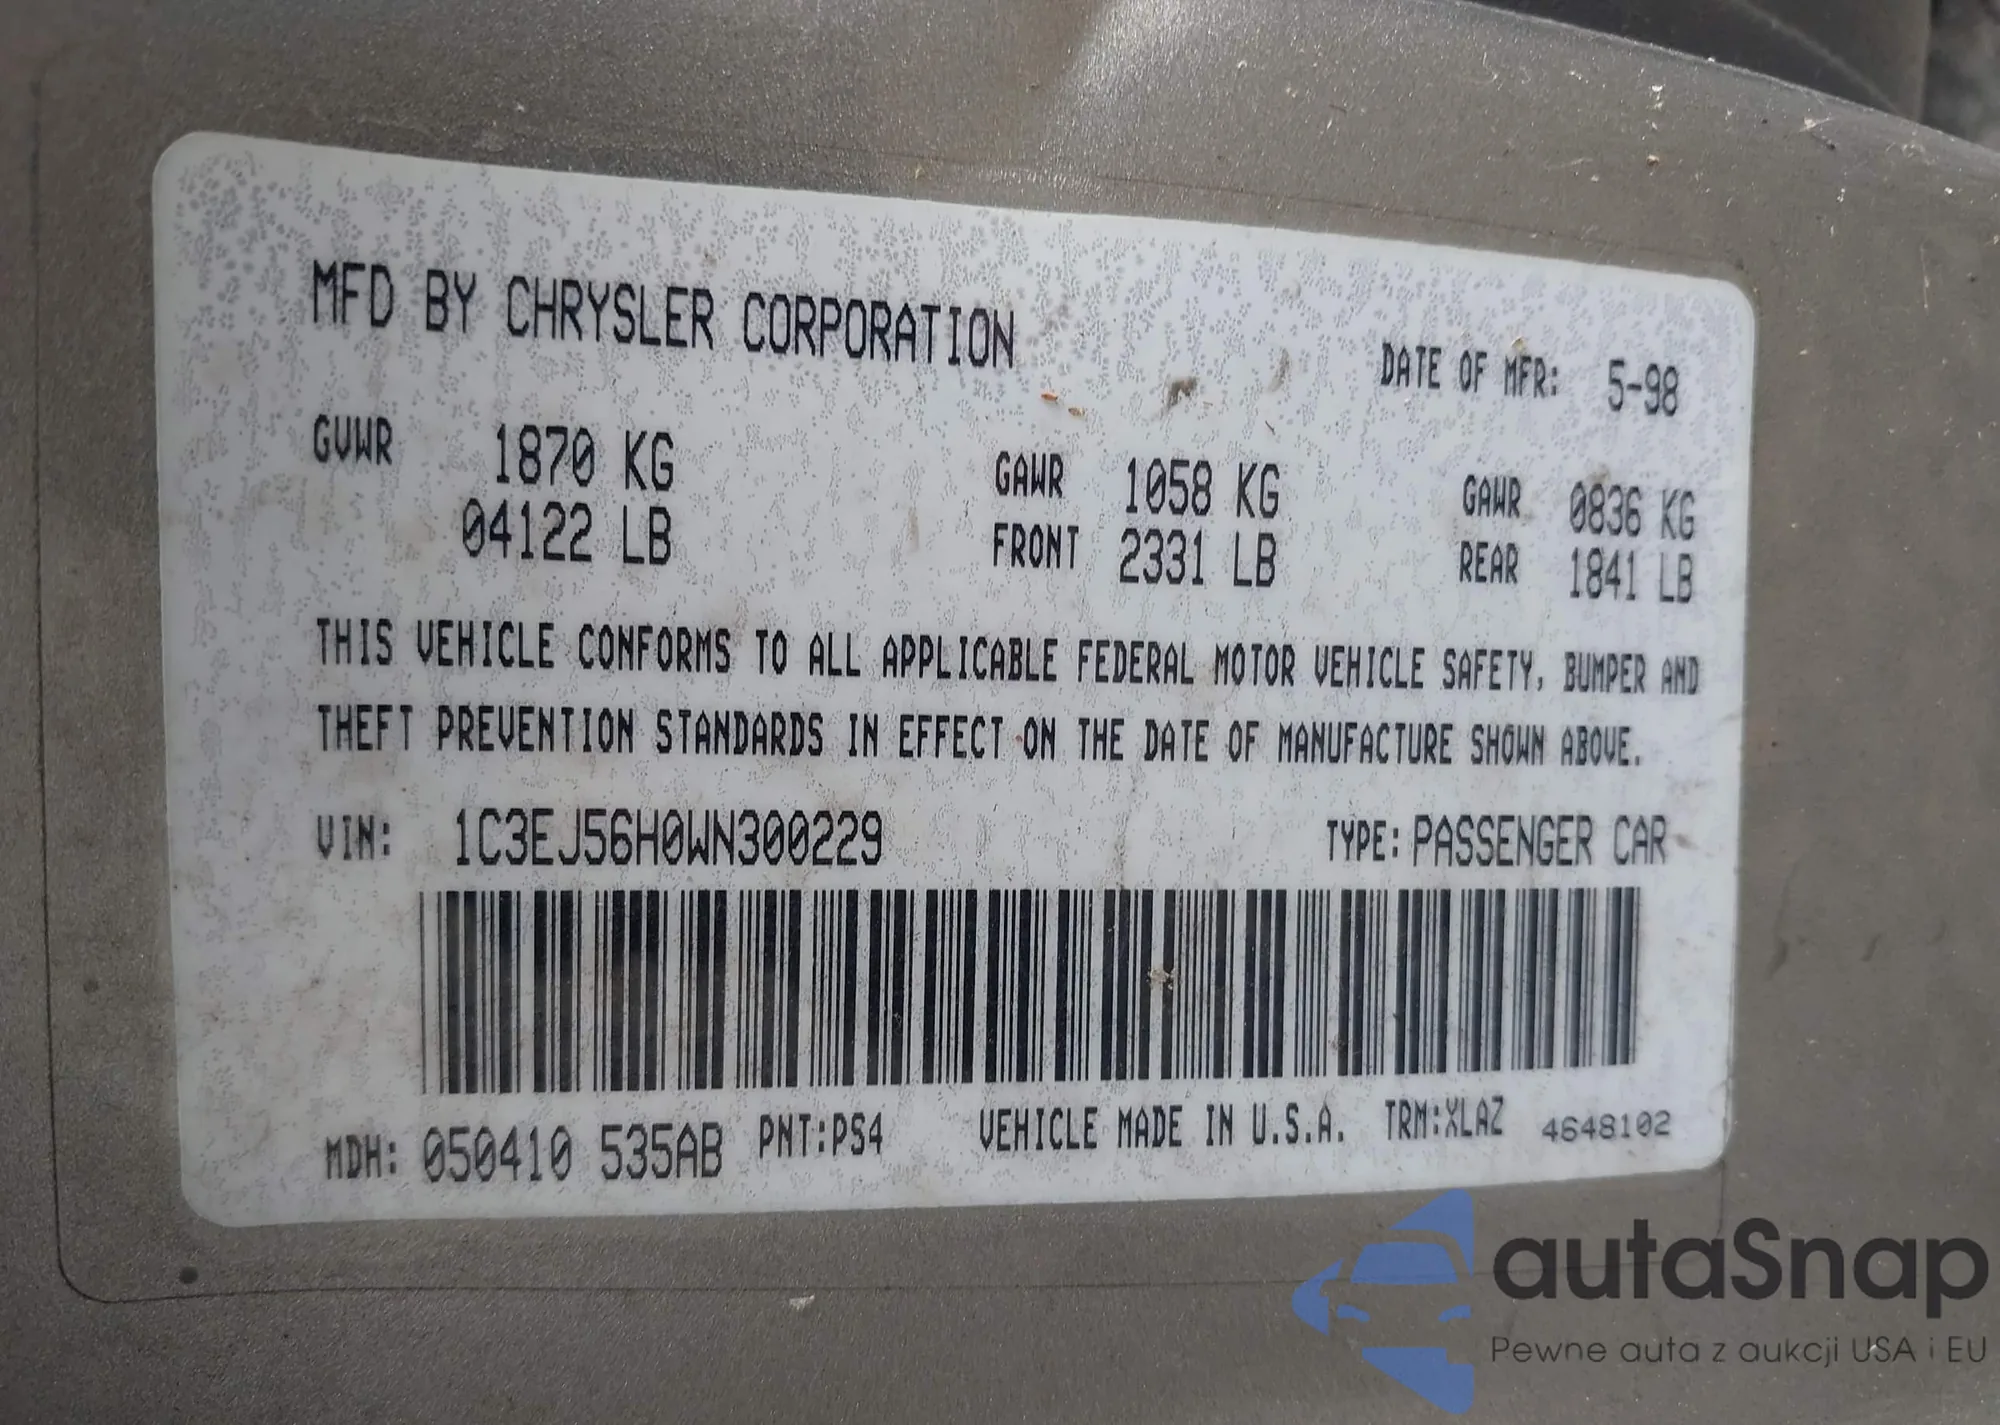 MFD BY CHRYSLER CORPORATION
DATE OF MFR: 5-98
GVWR 1870 KG GAWR 1058 KG GAWR 0836 KG
04122 LB FRONT 2331 LB REAR 1841 LB
THIS VEHICLE CONFORMS TO ALL APPLICABLE FEDERAL MOTOR VEHICLE SAFETY, BUMPER AND
THEFT PREVENTION STANDARDS IN EFFECT ON THE DATE OF MANUFACTURE SHOWN ABOVE.
VIN: 1C3EJ56H0WN300229 TYPE: PASSENGER CAR
MDH: 050410 535AB PNT:PS4 VEHICLE MADE IN U.S.A. TRM:XLAZ 4648102
autaSnap
Pewne auta z aukcji USA i EU